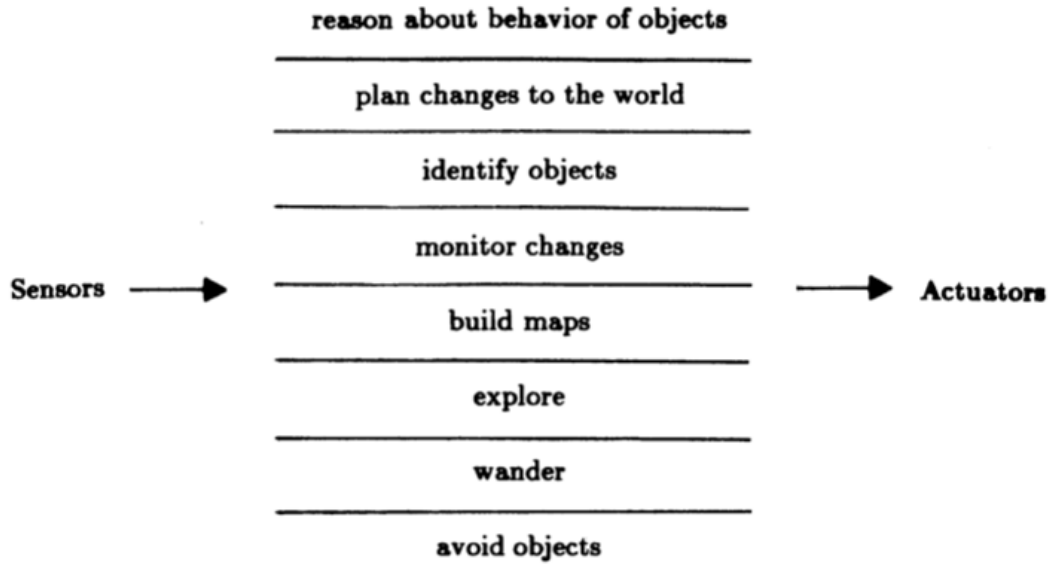 reason about behavior of objects
plan changes to the world
identify objects
monitor changes
Sensors
Actuators
build maps
explore
wander
avoid objects